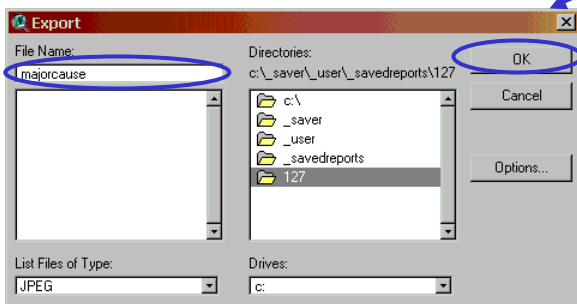 Export
File Name:
majorcause
Directories:
c:\_saver\_user\_savedreports\127
c:\
_saver
_user
_savedreports
127
OK
Cancel
Options...
List Files of Type:
JPEG
Drives:
c: